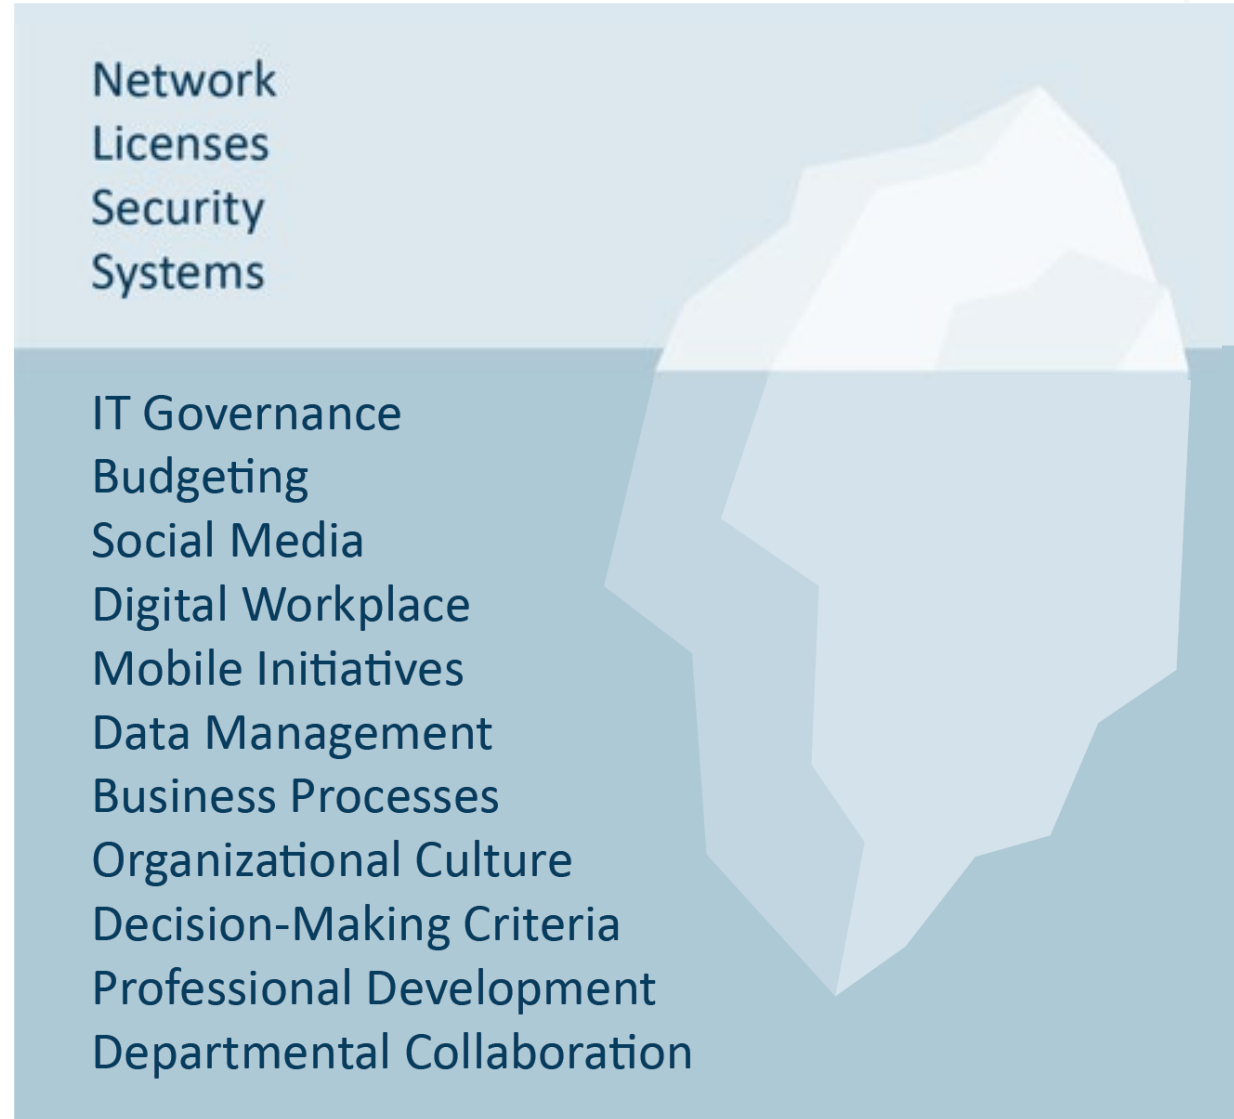 Network
Licenses
Security
Systems
IT Governance
Budgeting
Social Media
Digital Workplace
Mobile Initiatives
Data Management
Business Processes
Organizational Culture
Decision-Making Criteria
Professional Development
Departmental Collaboration